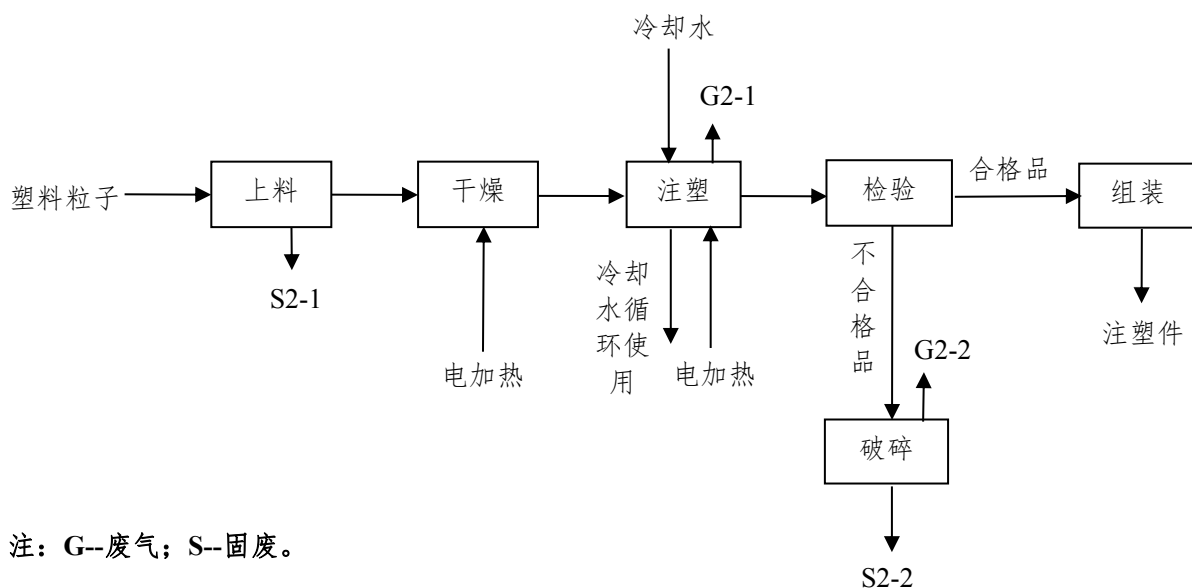 冷却水
G2-1
塑料粒子
上料
干燥
注塑
检验
合格品
组装
S2-1
电加热
冷却
水循
环使
用
电加热
不
合
格
品
G2-2
注塑件
破碎
S2-2
注：G--废气；S--固废。